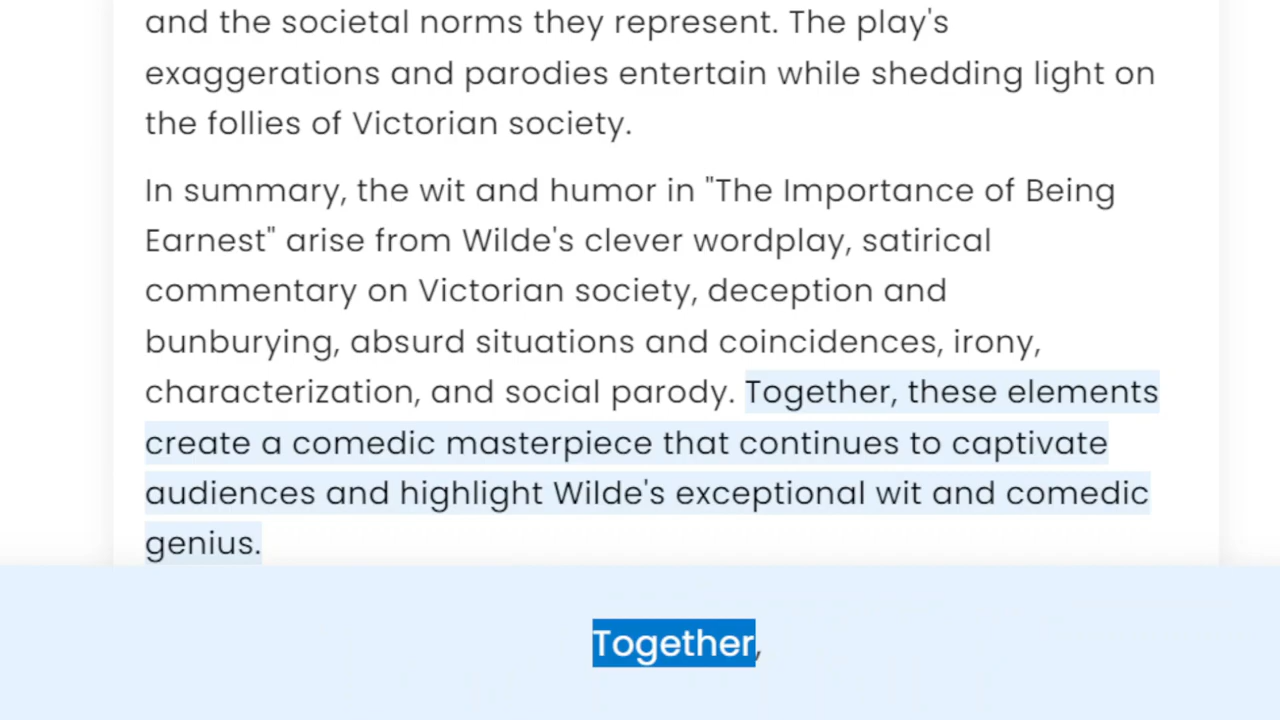 and the societal norms they represent. The play's
exaggerations and parodies entertain while shedding light on
the follies of Victorian society.
In summary, the wit and humor in "The Importance of Being
Earnest" arise from Wilde's clever wordplay, satirical
commentary on Victorian society, deception and
bunburying, absurd situations and coincidences, irony,
characterization, and social parody. Together, these elements
create a comedic masterpiece that continues to captivate
audiences and highlight Wilde's exceptional wit and comedic
genius.
Together,